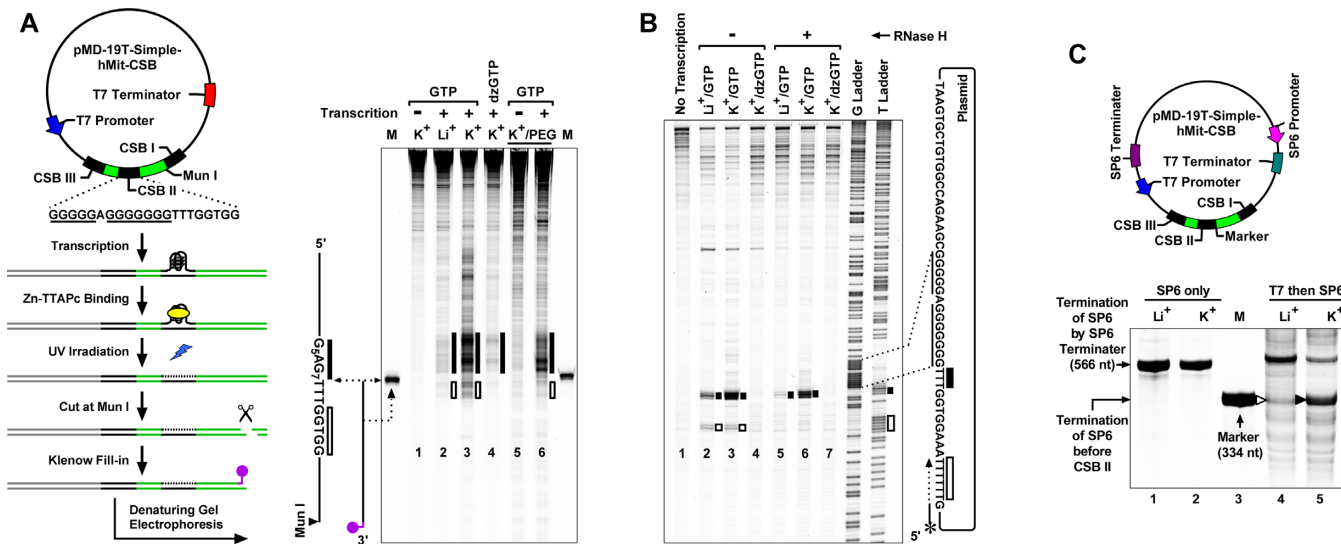 A
pMD-19T-Simple-
hMit-CSB
T7 Terminator
T7 Promoter
CSB I
CSB III
Mun I
CSB II
GGGGGAGGGGGGGTTTGGTGG
Transcription
Zn-TTAPc Binding
UV Irradiation
Cut at Mun I
Klenow Fill-in
Denaturing Gel
Electrophoresis
GTP
dzGTP
GTP
Trancrition
- + + + - +
M K+ Li+ K+ K+ K+/PEG M
5'
G5AG7TTTGGTGG
Mun I
3'
1 2 3 4 5 6
B
- + RNase H
No Transcription
Li+/GTP
K+/GTP
K+/dzGTP
Li+/GTP
K+/GTP
K+/dzGTP
G Ladder
T Ladder
Plasmid
1 2 3 4 5 6 7
5'
C
SP6 Terminator
SP6 Promoter
pMD-19T-Simple-
hMit-CSB
T7 Terminator
T7 Promoter
CSB I
CSB III
CSB II
Marker
Termination
of SP6
by SP6
Terminater
(566 nt)
Termination
of SP6
before
CSB II
SP6 only
T7 then SP6
Li+ K+ M Li+ K+
Marker
(334 nt)
1 2 3 4 5